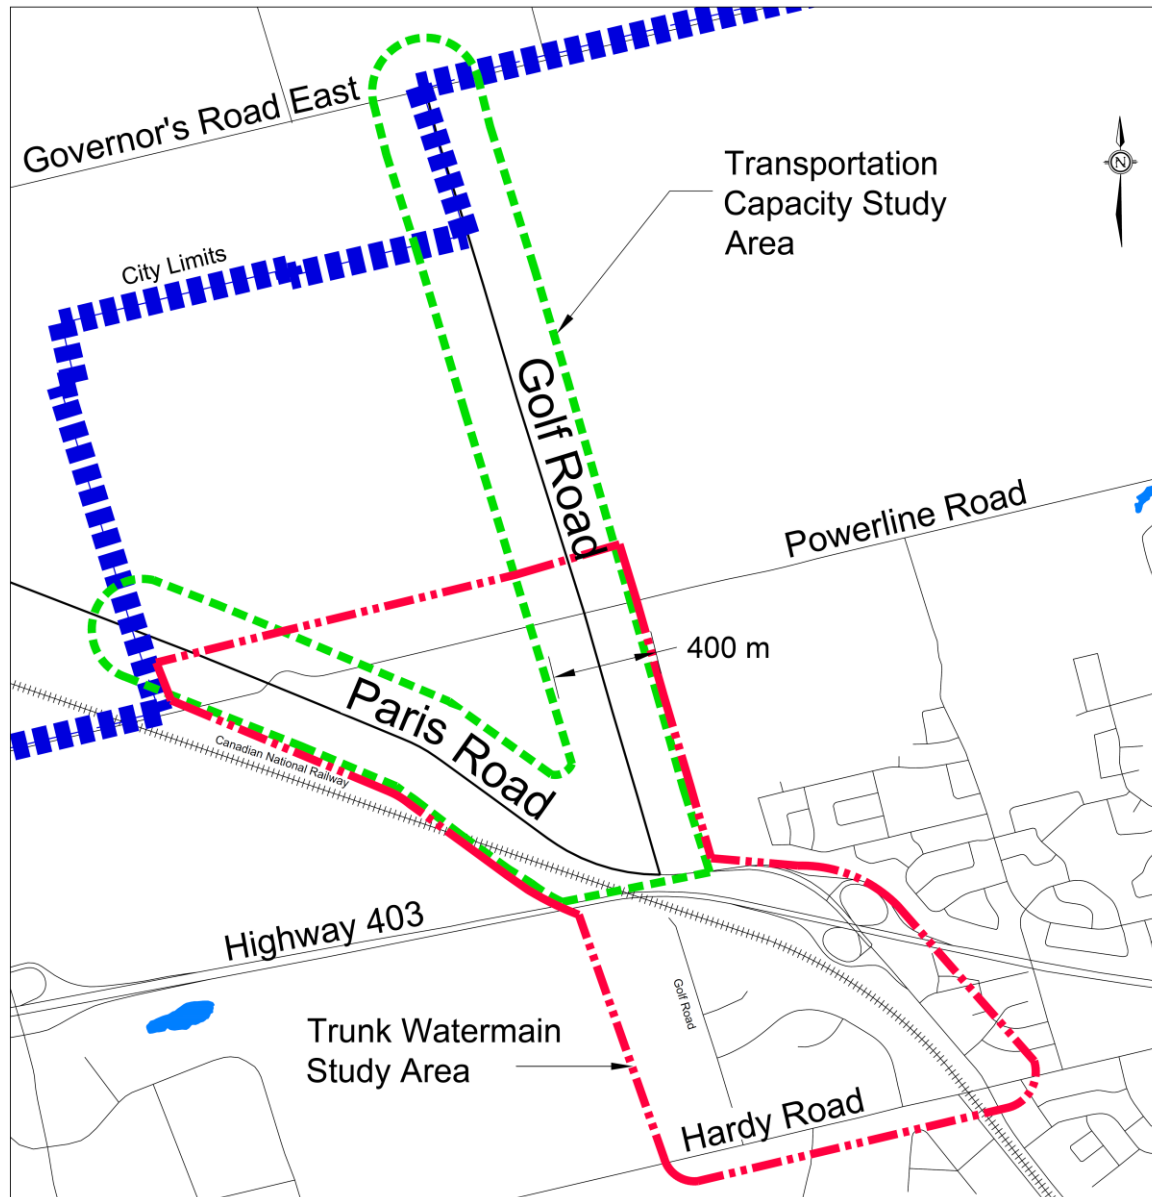 Governor's Road East
N
Transportation
Capacity Study
Area
City Limits
Golf Road
Powerline Road
400 m
Paris Road
Canadian National Railway
Highway 403
Golf Road
Trunk Watermain
Study Area
Hardy Road